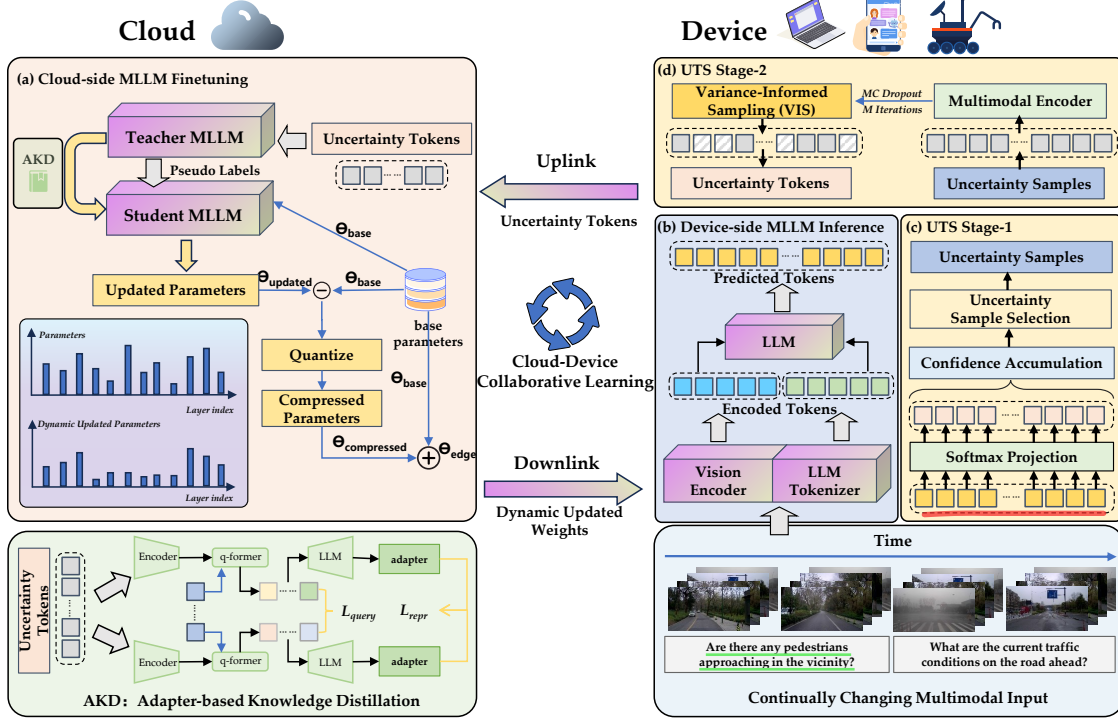 Cloud
Device
(a) Cloud-side MLLM Finetuning
Teacher MLLM
Uncertainty Tokens
AKD
Pseudo Labels
Student MLLM
Θbase
Updated Parameters
Θupdated
Θbase
base
parameters
Parameters
Layer index
Dynamic Updated Parameters
Layer index
Quantize
Compressed
Parameters
Θbase
Θcompressed
Θedge
Uplink
Uncertainty Tokens
Cloud-Device
Collaborative Learning
Downlink
Dynamic Updated
Weights
(d) UTS Stage-2
Variance-Informed
Sampling (VIS)
MC Dropout
M Iterations
Multimodal Encoder
Uncertainty Tokens
Uncertainty Samples
(b) Device-side MLLM Inference
Predicted Tokens
LLM
Encoded Tokens
Vision
Encoder
LLM
Tokenizer
(c) UTS Stage-1
Uncertainty Samples
Uncertainty
Sample Selection
Confidence Accumulation
Softmax Projection
Uncertainty
Tokens
Encoder
q-former
LLM
adapter
Lquery
Lrepr
Encoder
q-former
LLM
adapter
AKD: Adapter-based Knowledge Distillation
Time
Are there any pedestrians
approaching in the vicinity?
What are the current traffic
conditions on the road ahead?
Continually Changing Multimodal Input